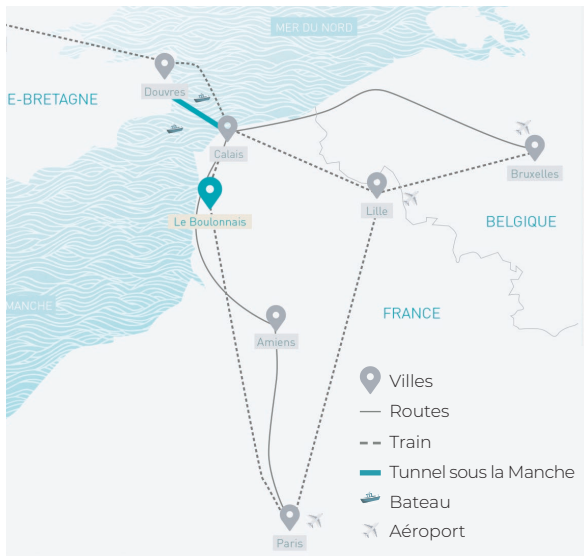 MER DU NORD
Douvres
E-BRETAGNE
Calais
Bruxelles
Lille
Le Boulonnais
BELGIQUE
MANCHE
FRANCE
Amiens
Villes
Routes
Train
Tunnel sous la Manche
Bateau
Aéroport
Paris